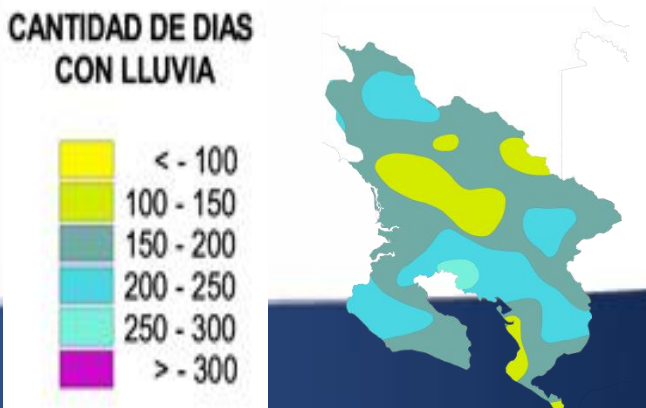 CANTIDAD DE DIAS
CON LLUVIA
< - 100
100 - 150
150 - 200
200 - 250
250 - 300
> - 300